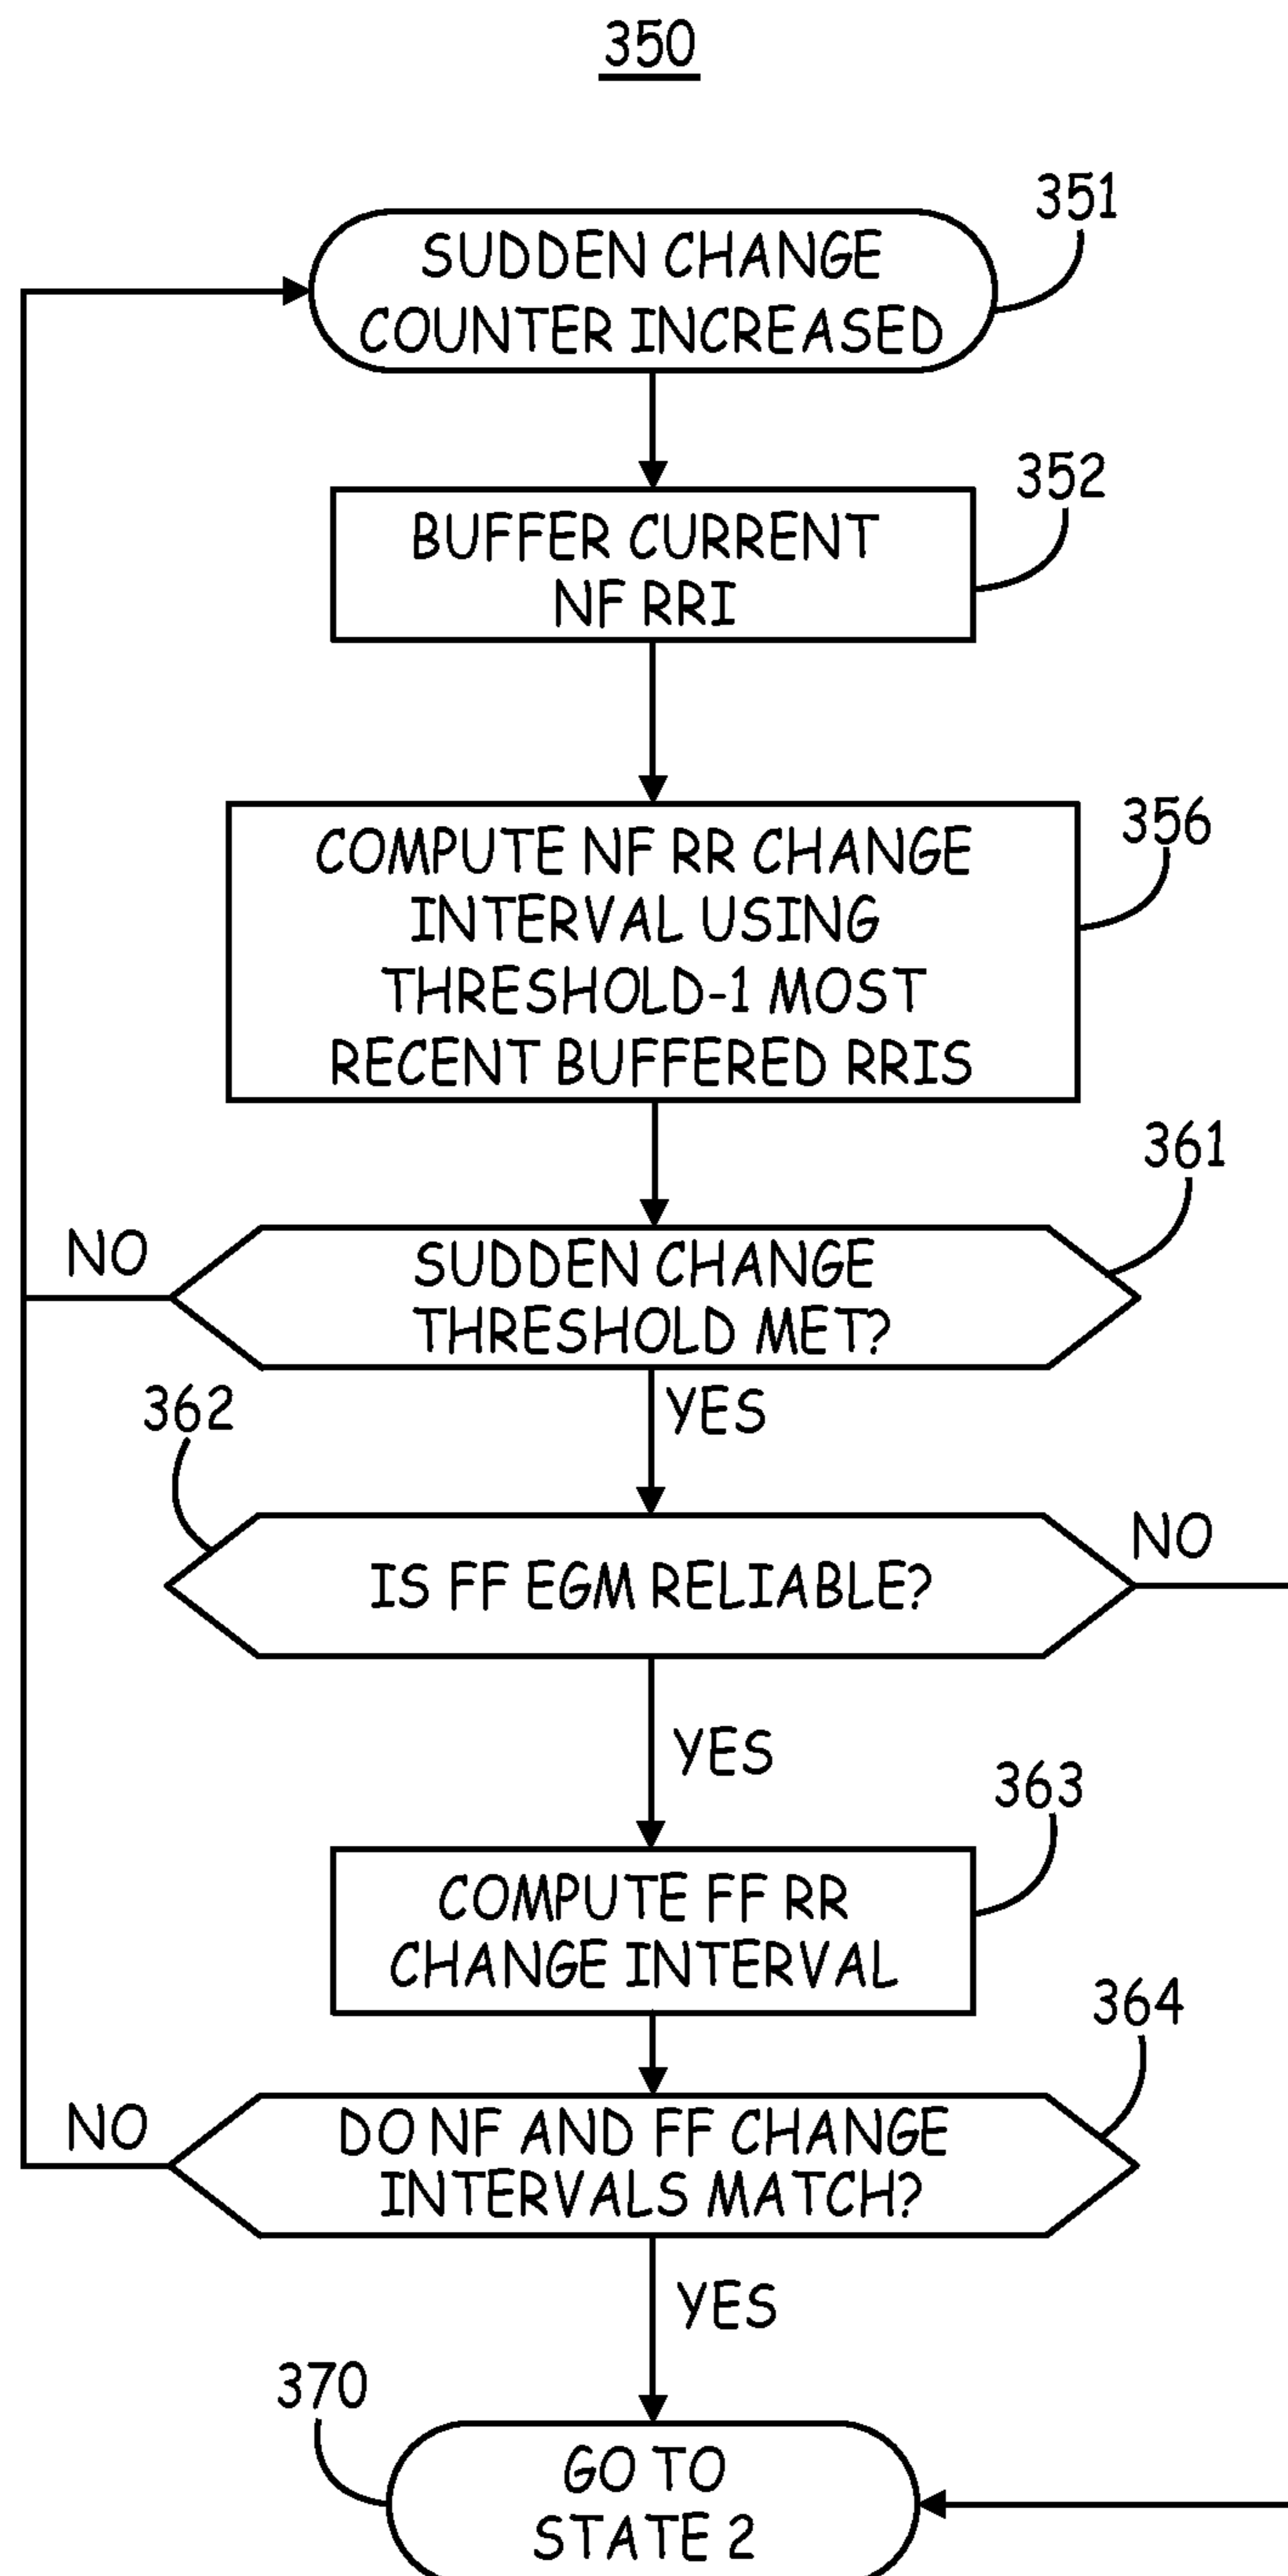 350
351
SUDDEN CHANGE
COUNTER INCREASED
352
BUFFER CURRENT
NF RRI
356
COMPUTE NF RR CHANGE
INTERVAL USING
THRESHOLD-1 MOST
RECENT BUFFERED RRIS
361
NO
SUDDEN CHANGE
THRESHOLD MET?
YES
362
NO
IS FF EGM RELIABLE?
YES
363
COMPUTE FF RR
CHANGE INTERVAL
364
NO
DO NF AND FF CHANGE
INTERVALS MATCH?
YES
370
GO TO
STATE 2